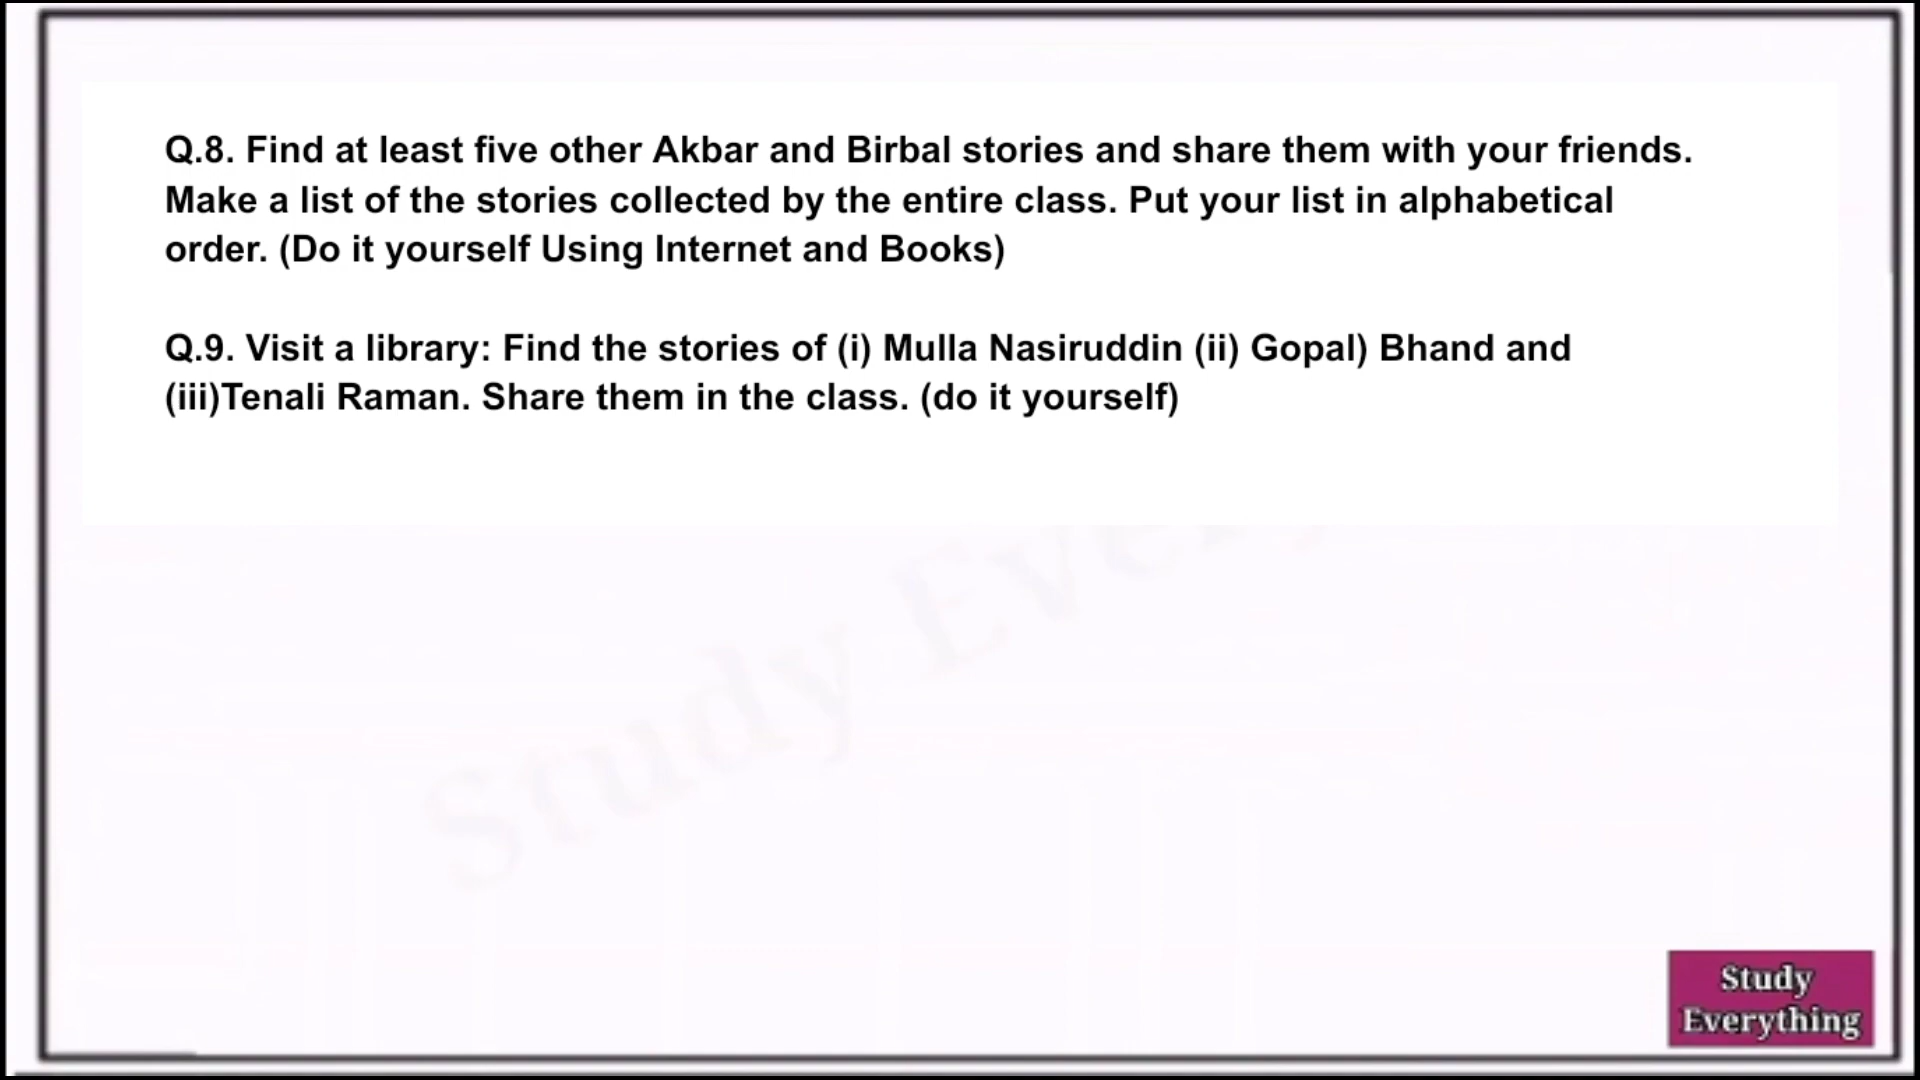 Q.8. Find at least five other Akbar and Birbal stories and share them with your friends.
Make a list of the stories collected by the entire class. Put your list in alphabetical
order. (Do it yourself Using Internet and Books)
Q.9. Visit a library: Find the stories of (i) Mulla Nasiruddin (ii) Gopal) Bhand and
(iii)Tenali Raman. Share them in the class. (do it yourself)
Study Ever
Study
Everything